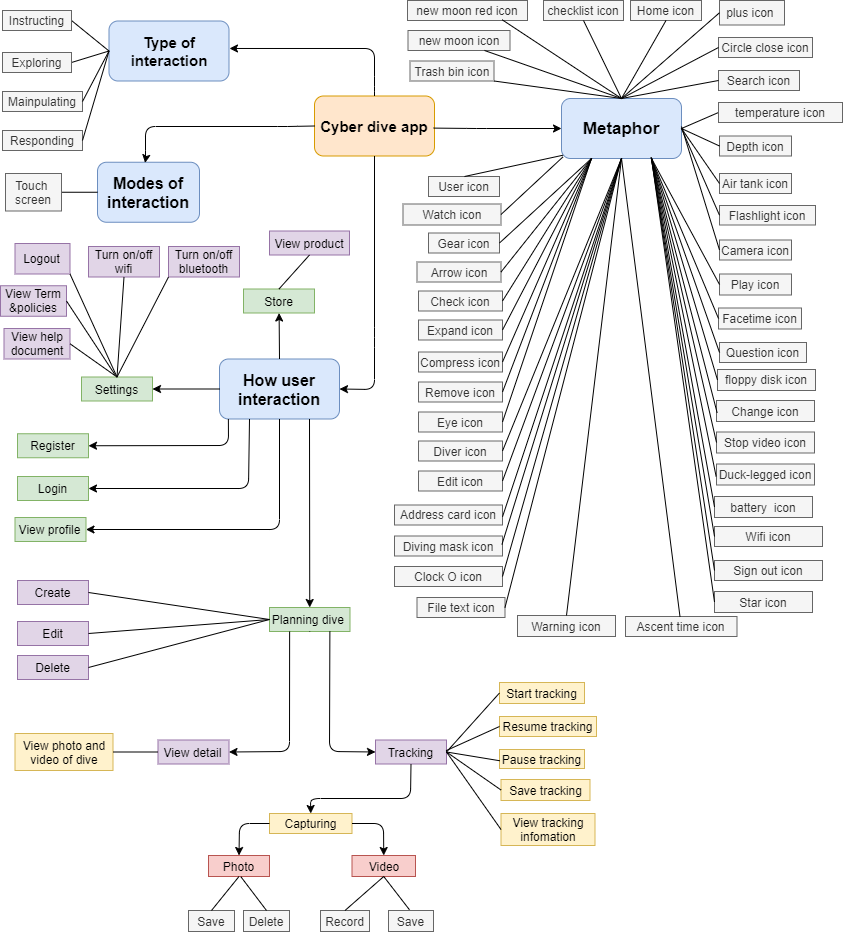 Instructing
Exploring
Mainpulating
Responding
Type of
interaction
Touch
screen
Modes of
interaction
Cyber dive app
new moon red icon
checklist icon
Home icon
plus icon
new moon icon
Circle close icon
Trash bin icon
Search icon
Metaphor
temperature icon
Depth icon
Air tank icon
Flashlight icon
Camera icon
Play icon
Facetime icon
Question icon
floppy disk icon
Change icon
Stop video icon
Duck-legged icon
battery  icon
Wifi icon
Sign out icon
Star icon
User icon
Watch icon
Gear icon
Arrow icon
Check icon
Expand icon
Compress icon
Remove icon
Eye icon
Diver icon
Edit icon
Address card icon
Diving mask icon
Clock O icon
File text icon
Warning icon
Ascent time icon
Logout
Turn on/off
wifi
Turn on/off
bluetooth
View product
View Term
&policies
View help
document
Store
Settings
How user
interaction
Register
Login
View profile
Create
Edit
Delete
Planning dive
View photo and
video of dive
View detail
Tracking
Start tracking
Resume tracking
Pause tracking
Save tracking
View tracking
infomation
Capturing
Photo
Video
Save
Delete
Record
Save